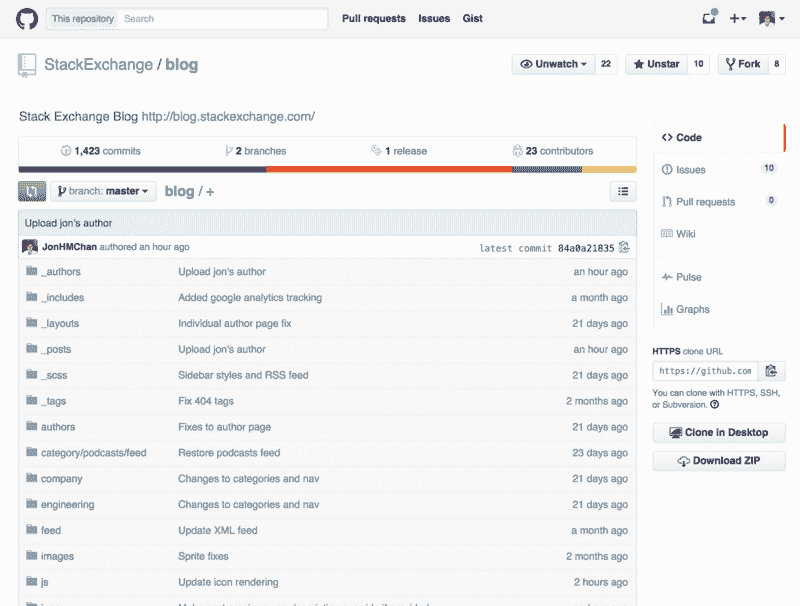 This repository Search Pull requests Issues Gist
StackExchange / blog Unwatch 22 Unstar 10 Fork 8
Stack Exchange Blog http://blog.stackexchange.com/
1,423 commits 2 branches 1 release 23 contributors
branch: master blog / +
Upload jon's author
JonHMChan authored an hour ago latest commit 84a0a21835
_authors Upload jon's author an hour ago
_includes Added google analytics tracking a month ago
_layouts Individual author page fix 21 days ago
_posts Upload jon's author an hour ago
_scss Sidebar styles and RSS feed 21 days ago
_tags Fix 404 tags 2 months ago
authors Fixes to author page 21 days ago
category/podcasts/feed Restore podcasts feed 23 days ago
company Changes to categories and nav 21 days ago
engineering Changes to categories and nav 21 days ago
feed Update XML feed a month ago
images Sprite fixes 2 months ago
js Update icon rendering 2 hours ago
Code
Issues 10
Pull requests 0
Wiki
Pulse
Graphs
HTTPS clone URL
https://github.com
You can clone with HTTPS, SSH,
or Subversion.
Clone in Desktop
Download ZIP